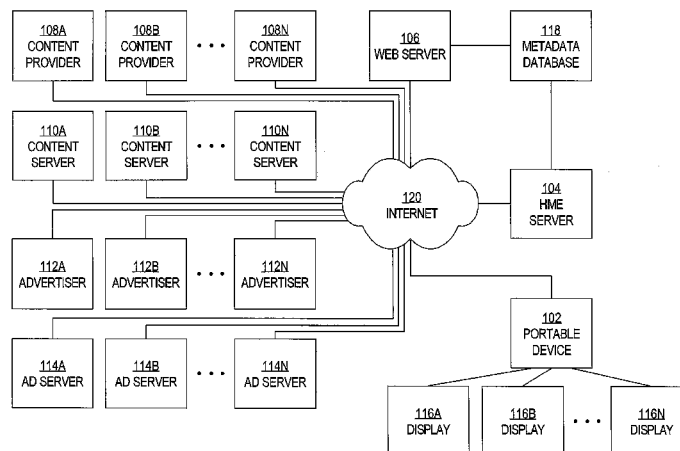 108A
CONTENT
PROVIDER
108B
CONTENT
PROVIDER
• • •
108N
CONTENT
PROVIDER
106
WEB SERVER
118
METADATA
DATABASE
110A
CONTENT
SERVER
110B
CONTENT
SERVER
• • •
110N
CONTENT
SERVER
120
INTERNET
104
HME
SERVER
112A
ADVERTISER
112B
ADVERTISER
• • •
112N
ADVERTISER
102
PORTABLE
DEVICE
114A
AD SERVER
114B
AD SERVER
• • •
114N
AD SERVER
116A
DISPLAY
116B
DISPLAY
• • •
116N
DISPLAY